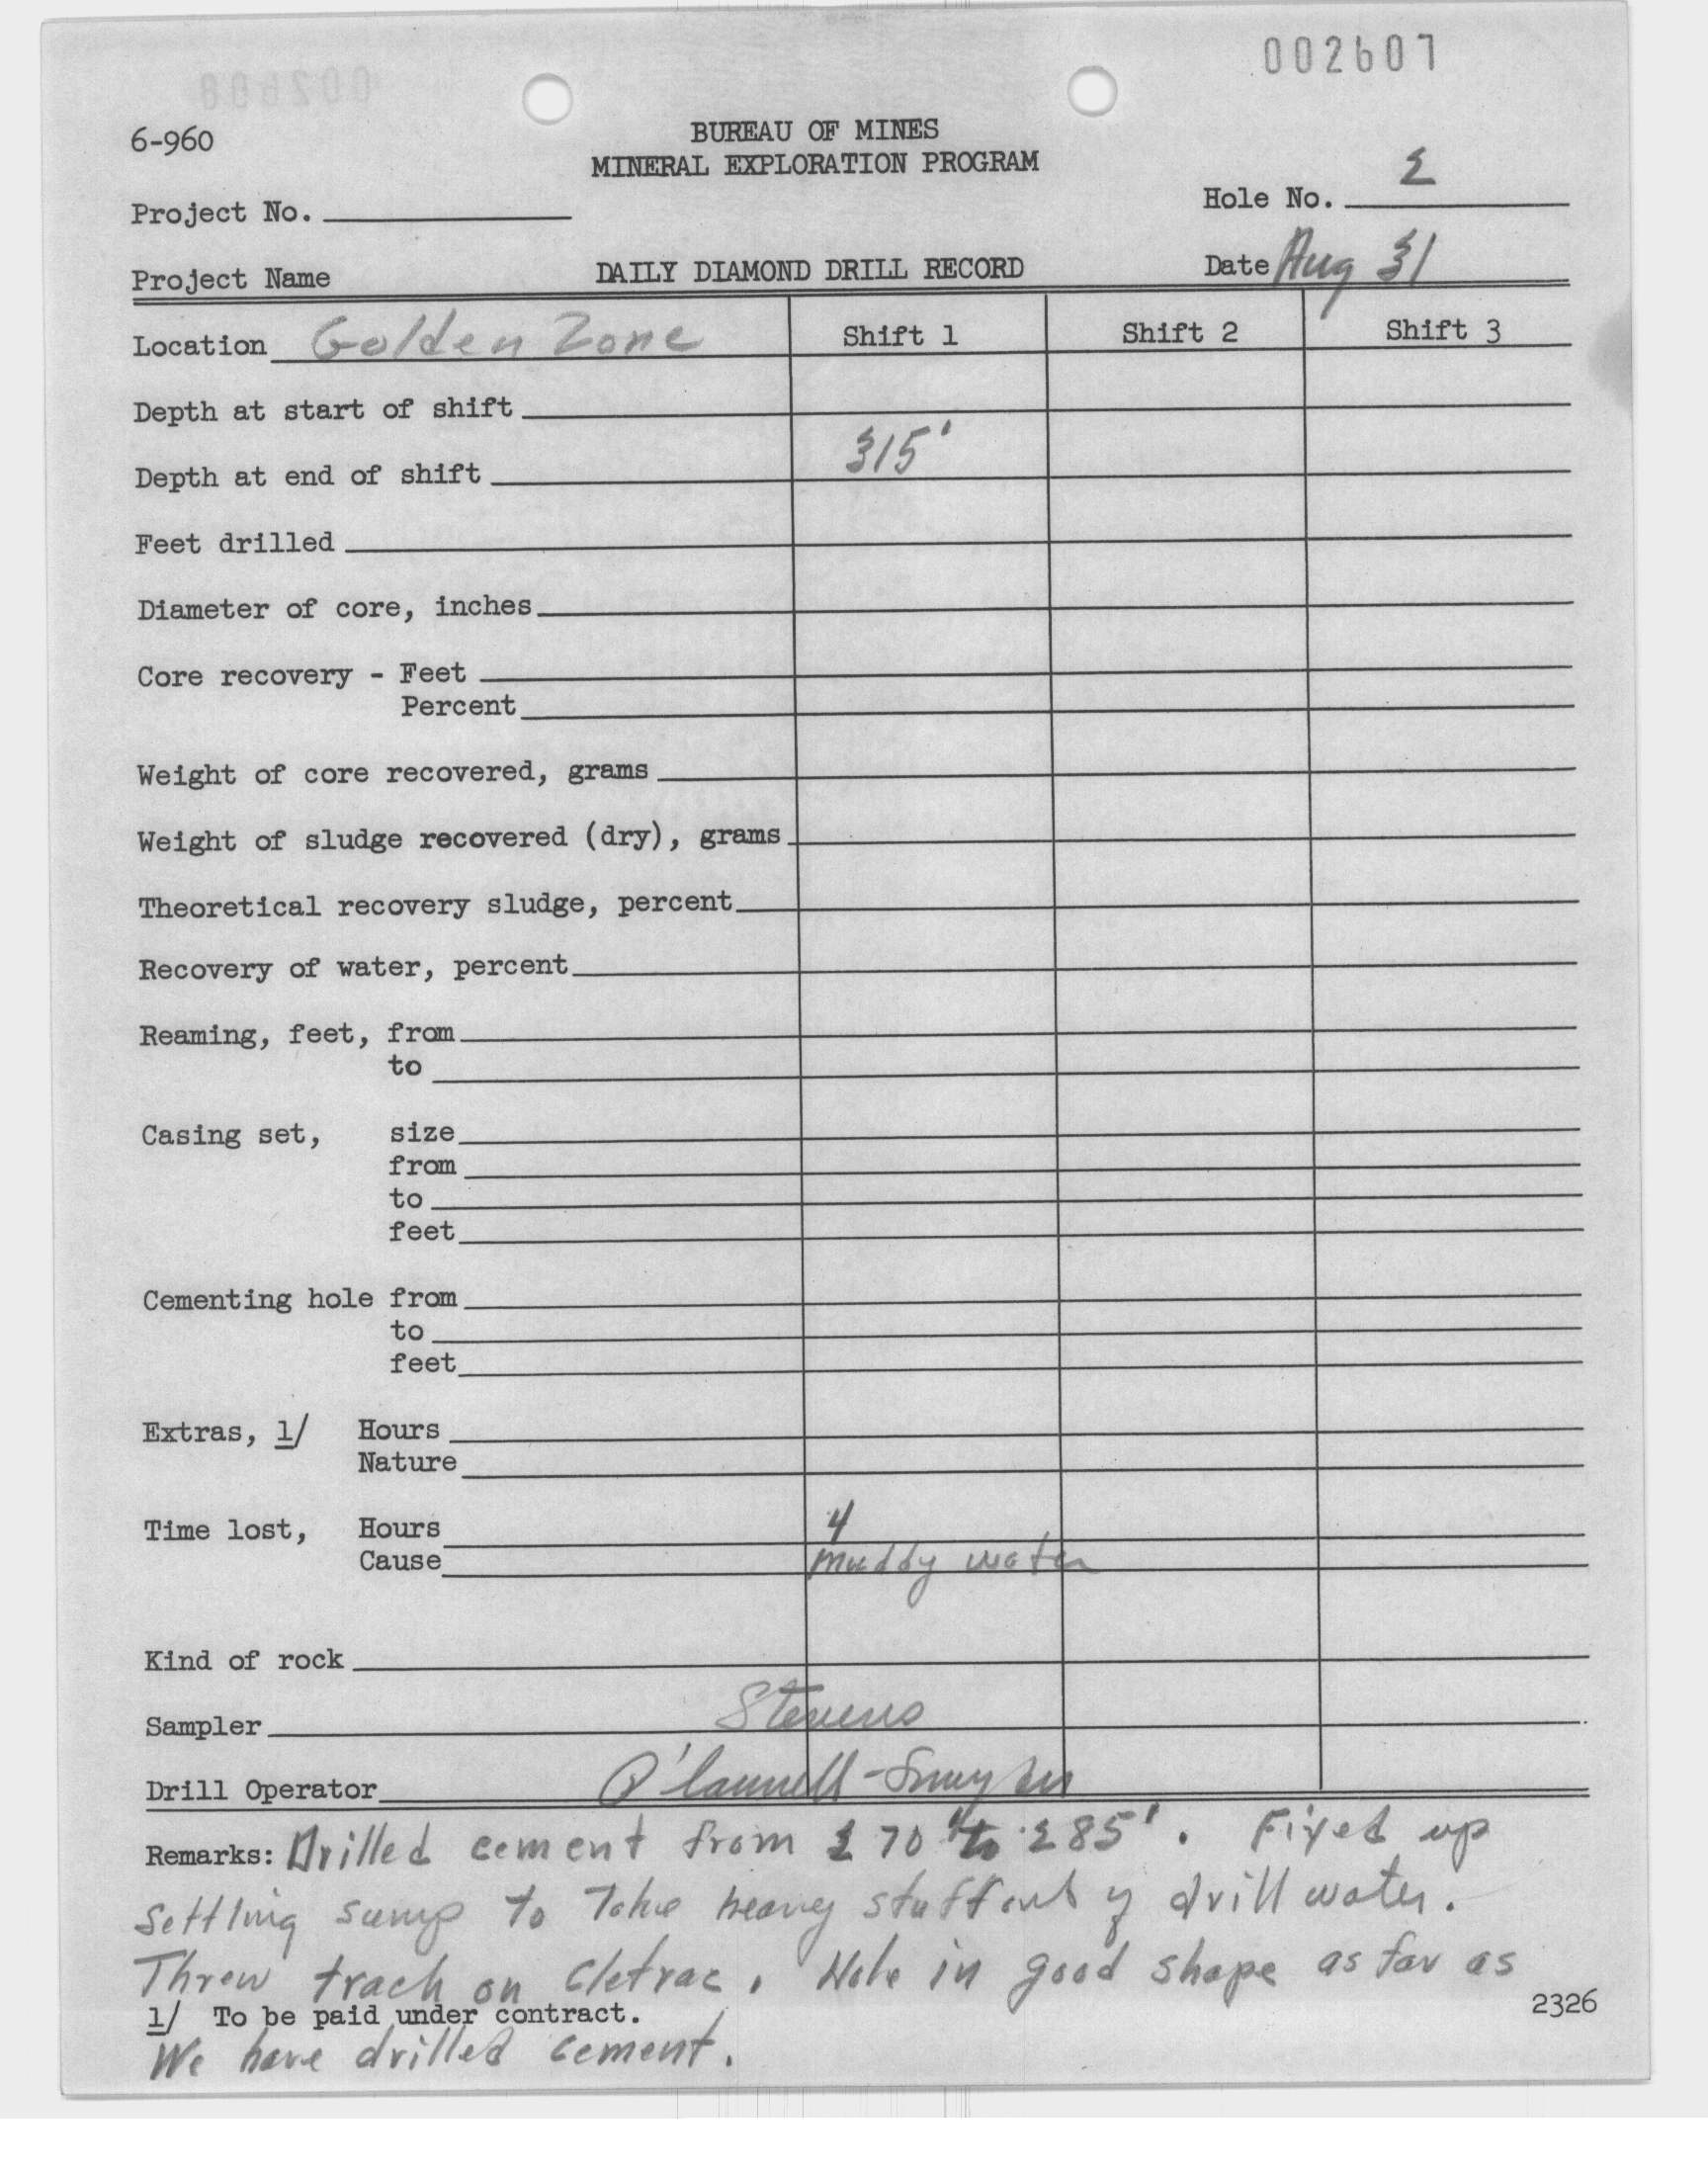 002607
6-960
BUREAU OF MINES
MINERAL EXPLORATION PROGRAM
Project No.
Hole No. 2
Project Name
DAILY DIAMOND DRILL RECORD
Date Aug 31
Location Golden Zone Shift 1 Shift 2 Shift 3
Depth at start of shift
Depth at end of shift 315'
Feet drilled
Diameter of core, inches
Core recovery - Feet
Percent
Weight of core recovered, grams
Weight of sludge recovered (dry), grams
Theoretical recovery sludge, percent
Recovery of water, percent
Reaming, feet, from
to
Casing set, size
from
to
feet
Cementing hole from
to
feet
Extras, 1/ Hours
Nature
Time lost, Hours 4
Cause muddy water
Kind of rock
Sampler Stevens
Drill Operator
Remarks: Drilled cement from 270' to 285'. Fixed up
settling sump to take heavy stuff out of drill water.
Threw track on Cletrac. Hole in good shape as far as
1/ To be paid under contract.
2326
We have drilled cement.